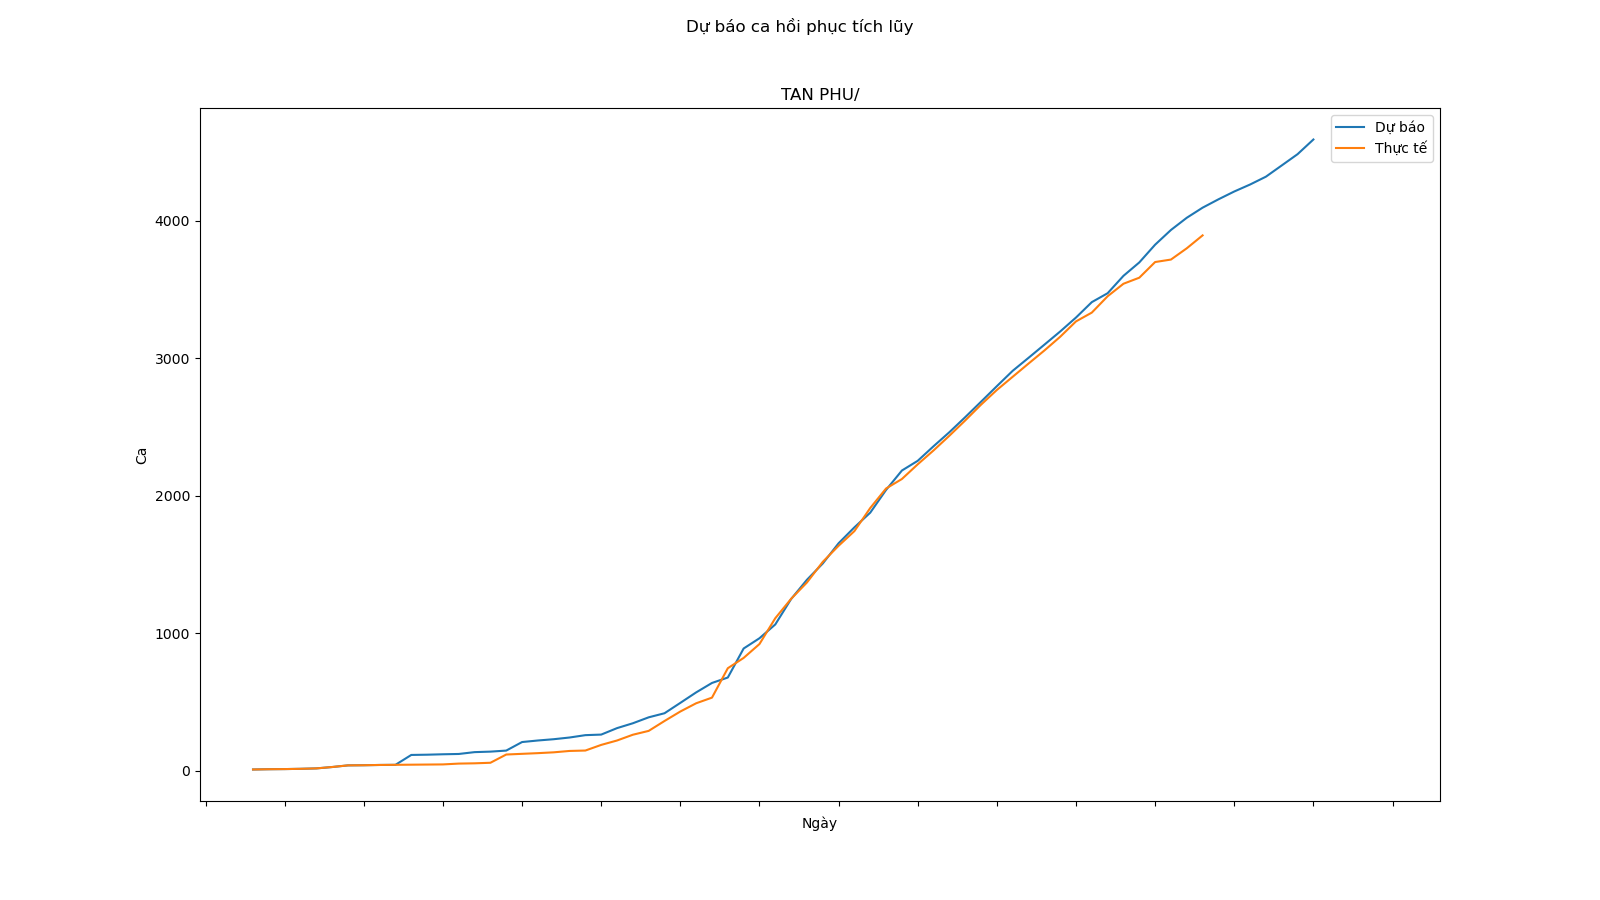 Dự báo ca hồi phục tích lũy
TAN PHU/
Dự báo
Thực tế
4000
3000
2000
1000
0
Ca
Ngày